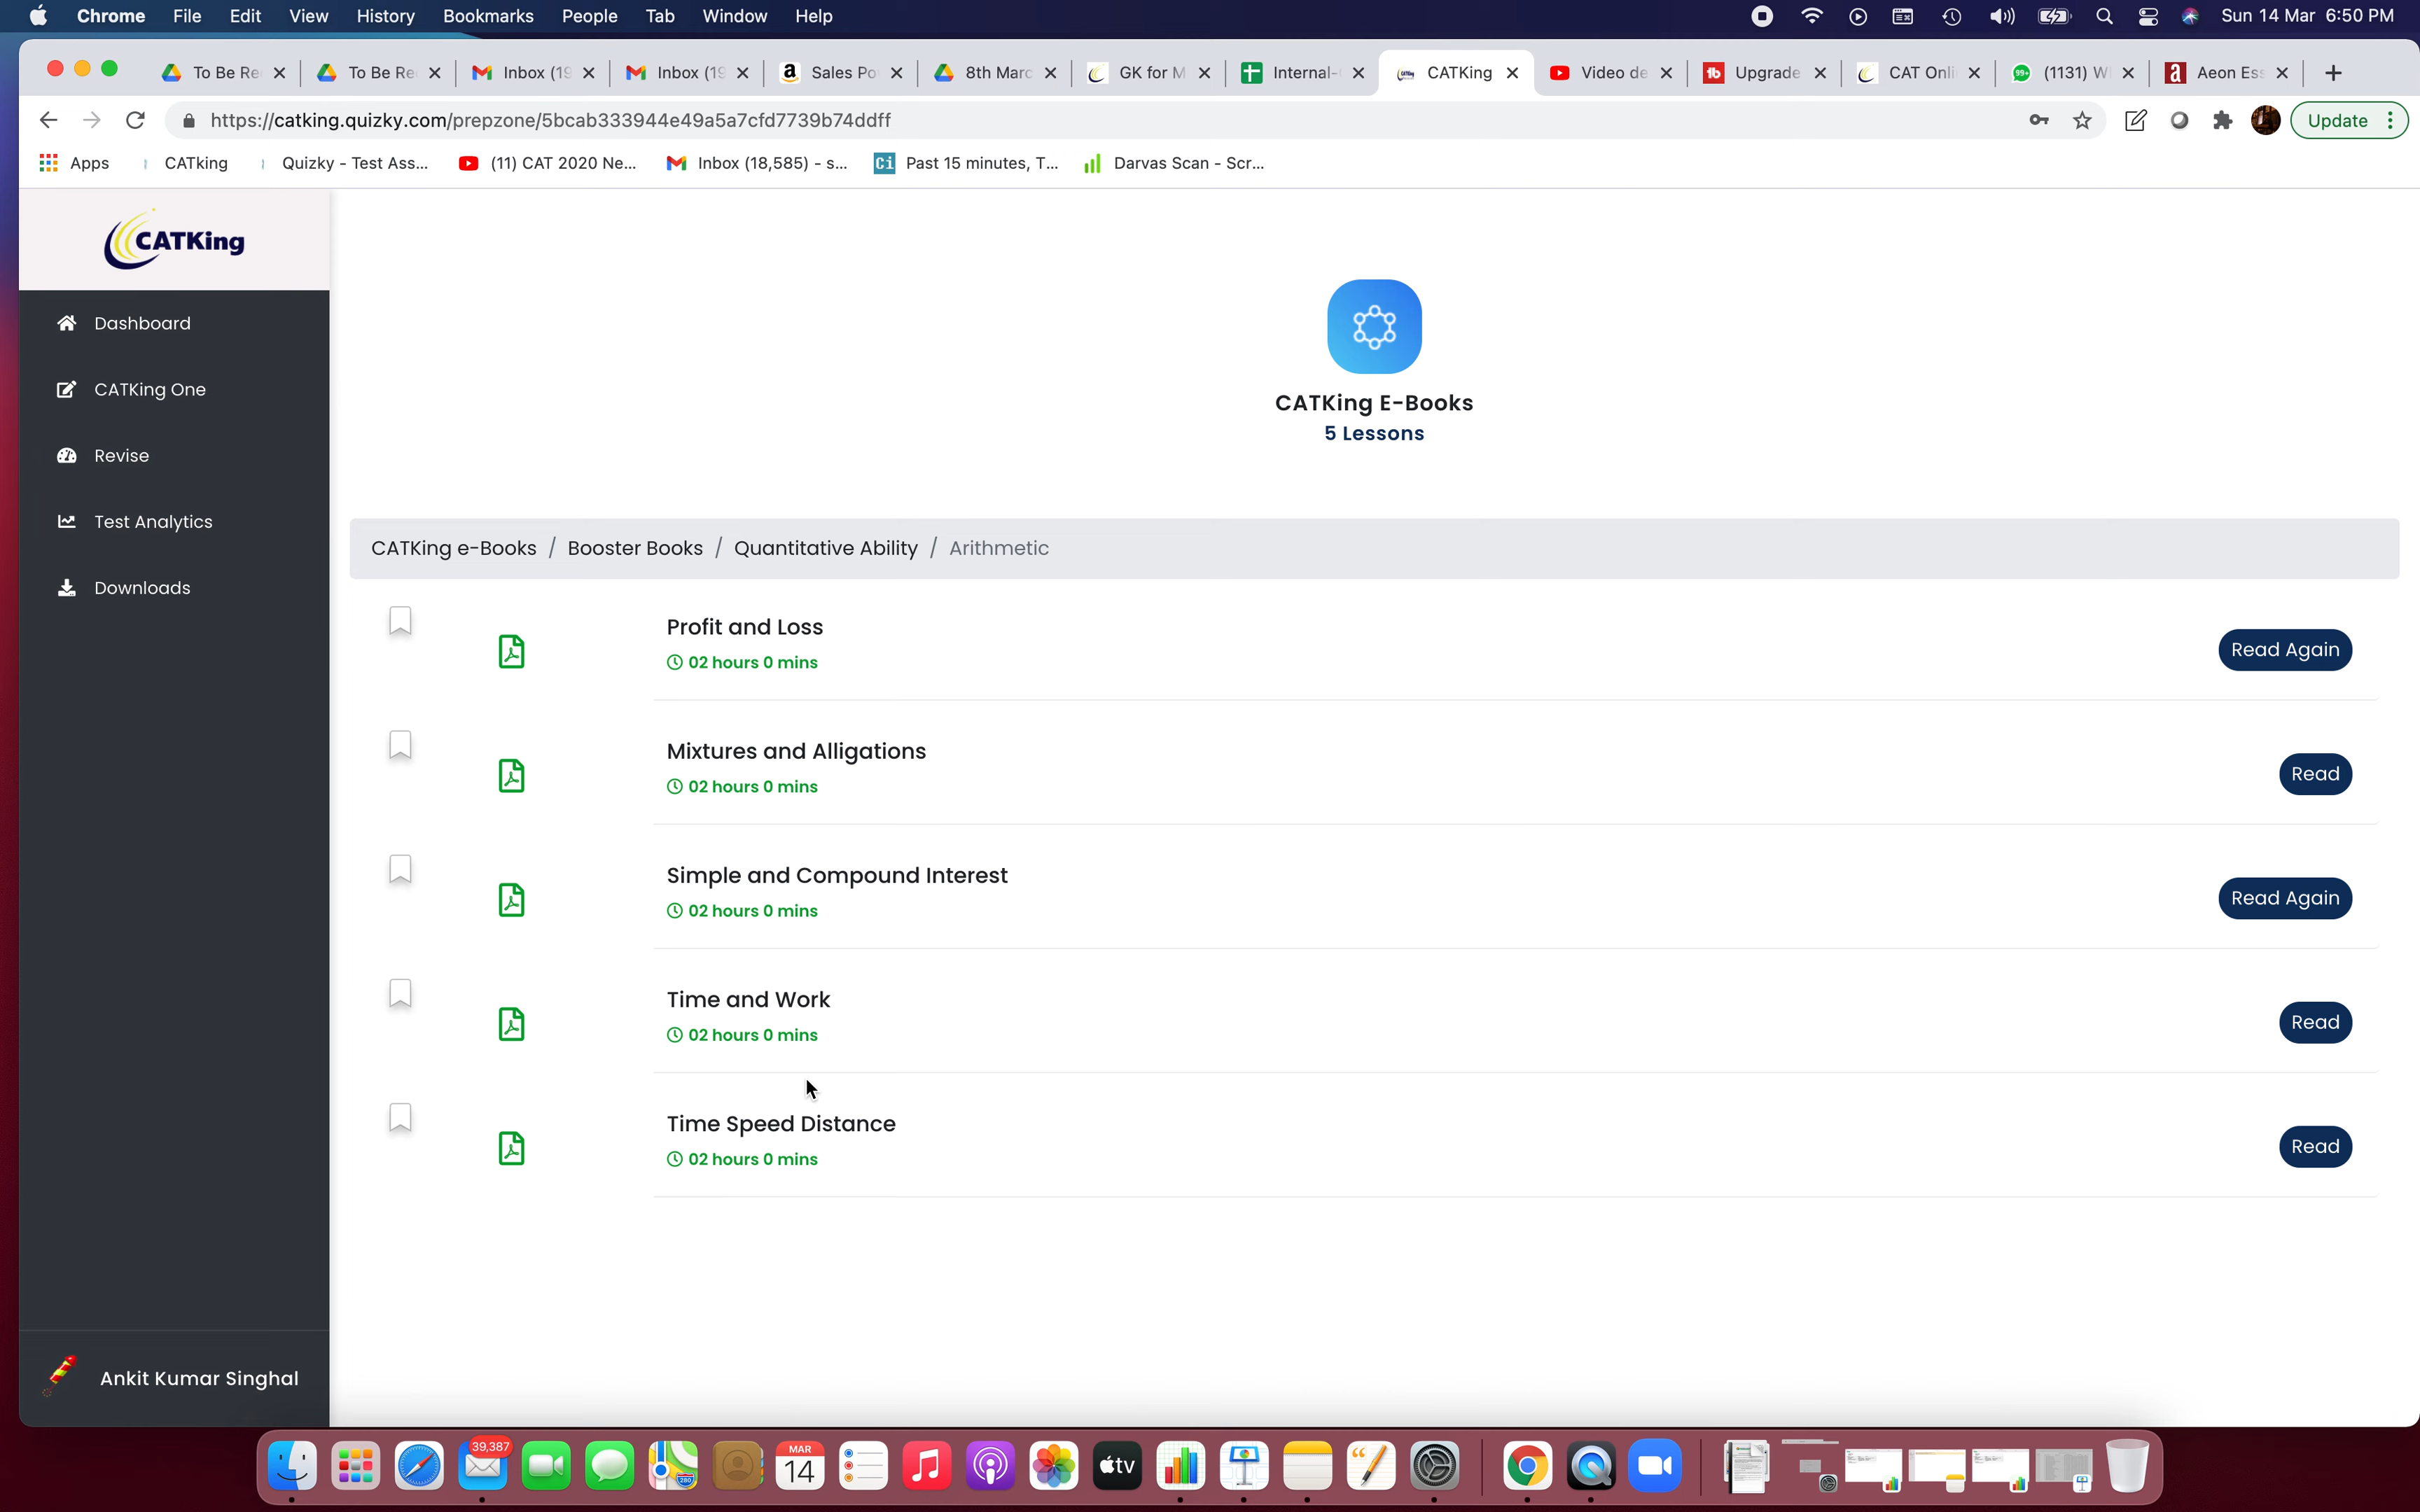 Chrome File Edit View History Bookmarks People Tab Window Help Sun 14 Mar 6:50 PM
To Be Re To Be Re Inbox (19 Inbox (19 Sales Po 8th Marc GK for M Internal- CATKing Video de Upgrade CAT Onli (1131) W Aeon Ess
https://catking.quizky.com/prepzone/5bcab333944e49a5a7cfd7739b74ddff Update
Apps CATking Quizky - Test Ass... (11) CAT 2020 Ne... Inbox (18,585) - s... Past 15 minutes, T... Darvas Scan - Scr...
CATKing
Dashboard
CATKing One
Revise
Test Analytics
Downloads
Ankit Kumar Singhal
CATKing E-Books
5 Lessons
CATKing e-Books / Booster Books / Quantitative Ability / Arithmetic
Profit and Loss
02 hours 0 mins
Read Again
Mixtures and Alligations
02 hours 0 mins
Read
Simple and Compound Interest
02 hours 0 mins
Read Again
Time and Work
02 hours 0 mins
Read
Time Speed Distance
02 hours 0 mins
Read
39,387
MAR
14
tv